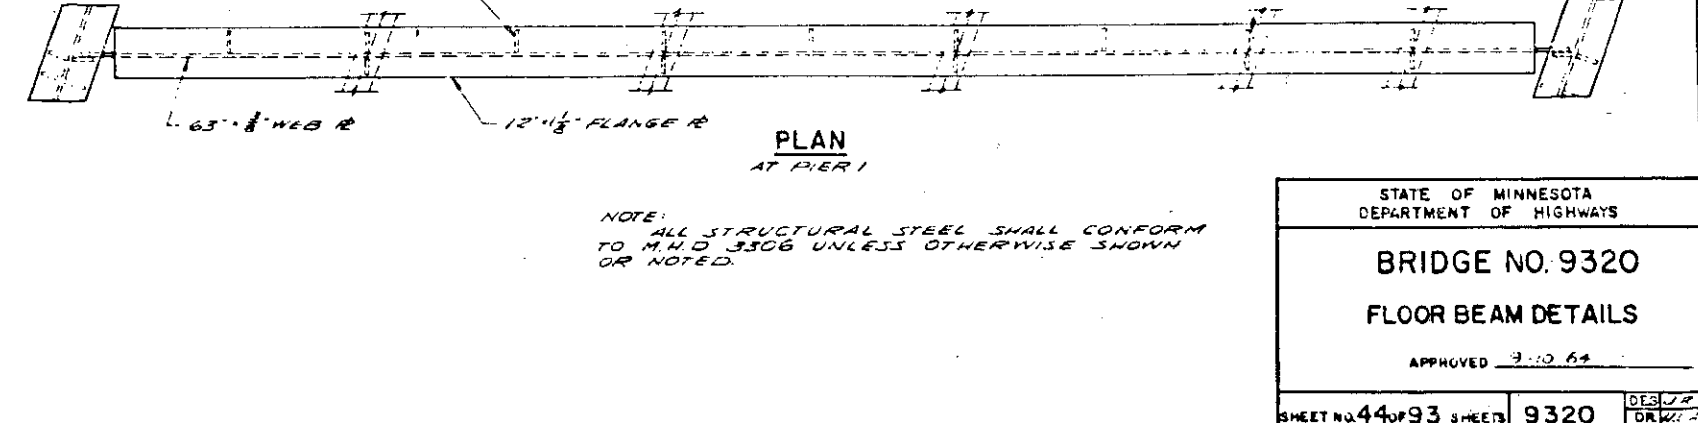 63" × 3/8" WEB ℞
12" × 1 1/8" FLANGE ℞
PLAN
AT PIER 1
NOTE:
ALL STRUCTURAL STEEL SHALL CONFORM
TO M.H.D 3306 UNLESS OTHERWISE SHOWN
OR NOTED.
STATE OF MINNESOTA
DEPARTMENT OF HIGHWAYS
BRIDGE NO. 9320
FLOOR BEAM DETAILS
APPROVED 9-10-64
SHEET NO. 44 OF 93 SHEETS 9320 DES
DR